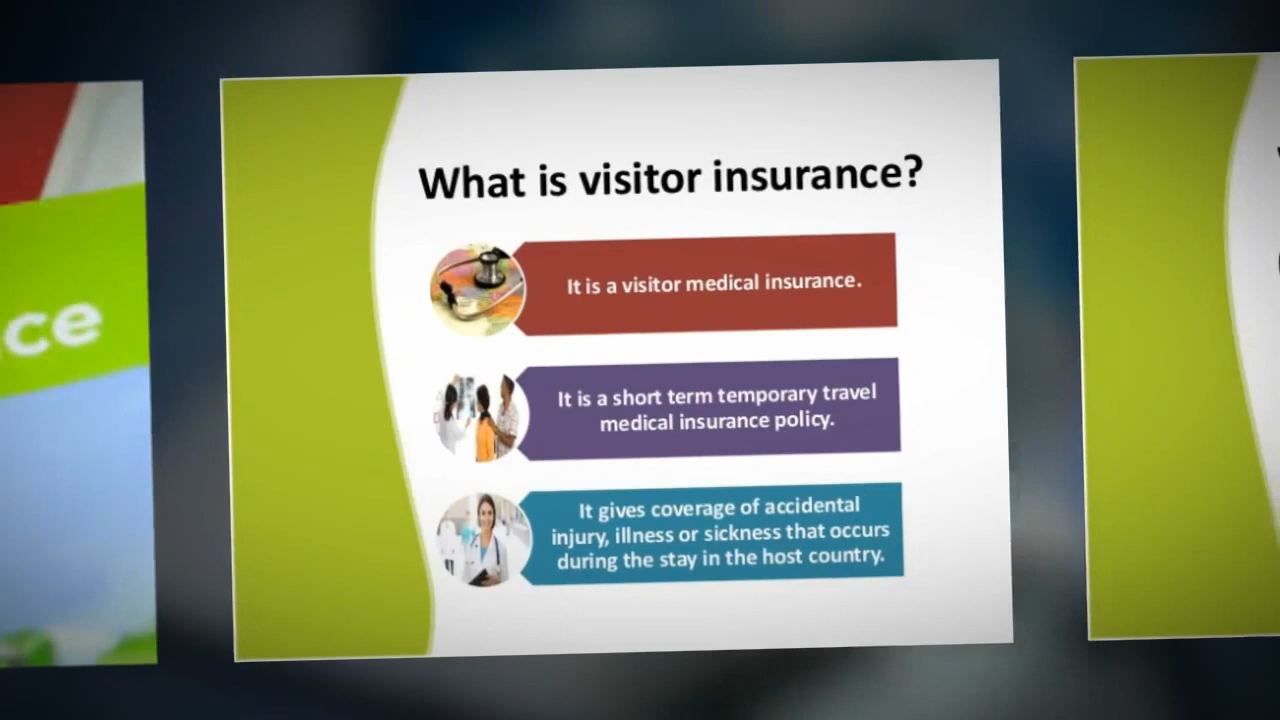 What is visitor insurance?
It is a visitor medical insurance.
It is a short term temporary travel
medical insurance policy.
It gives coverage of accidental
injury, illness or sickness that occurs
during the stay in the host country.